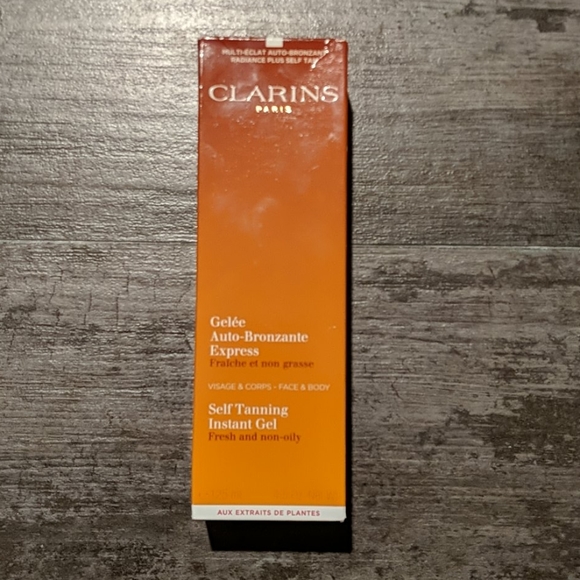 MULTI-ÉCLAT AUTO-BRONZANT
RADIANCE PLUS SELF TAN
CLARINS
PARIS
Gelée
Auto-Bronzante
Express
Fraîche et non grasse
VISAGE & CORPS - FACE & BODY
Self Tanning
Instant Gel
Fresh and non-oily
AUX EXTRAITS DE PLANTES